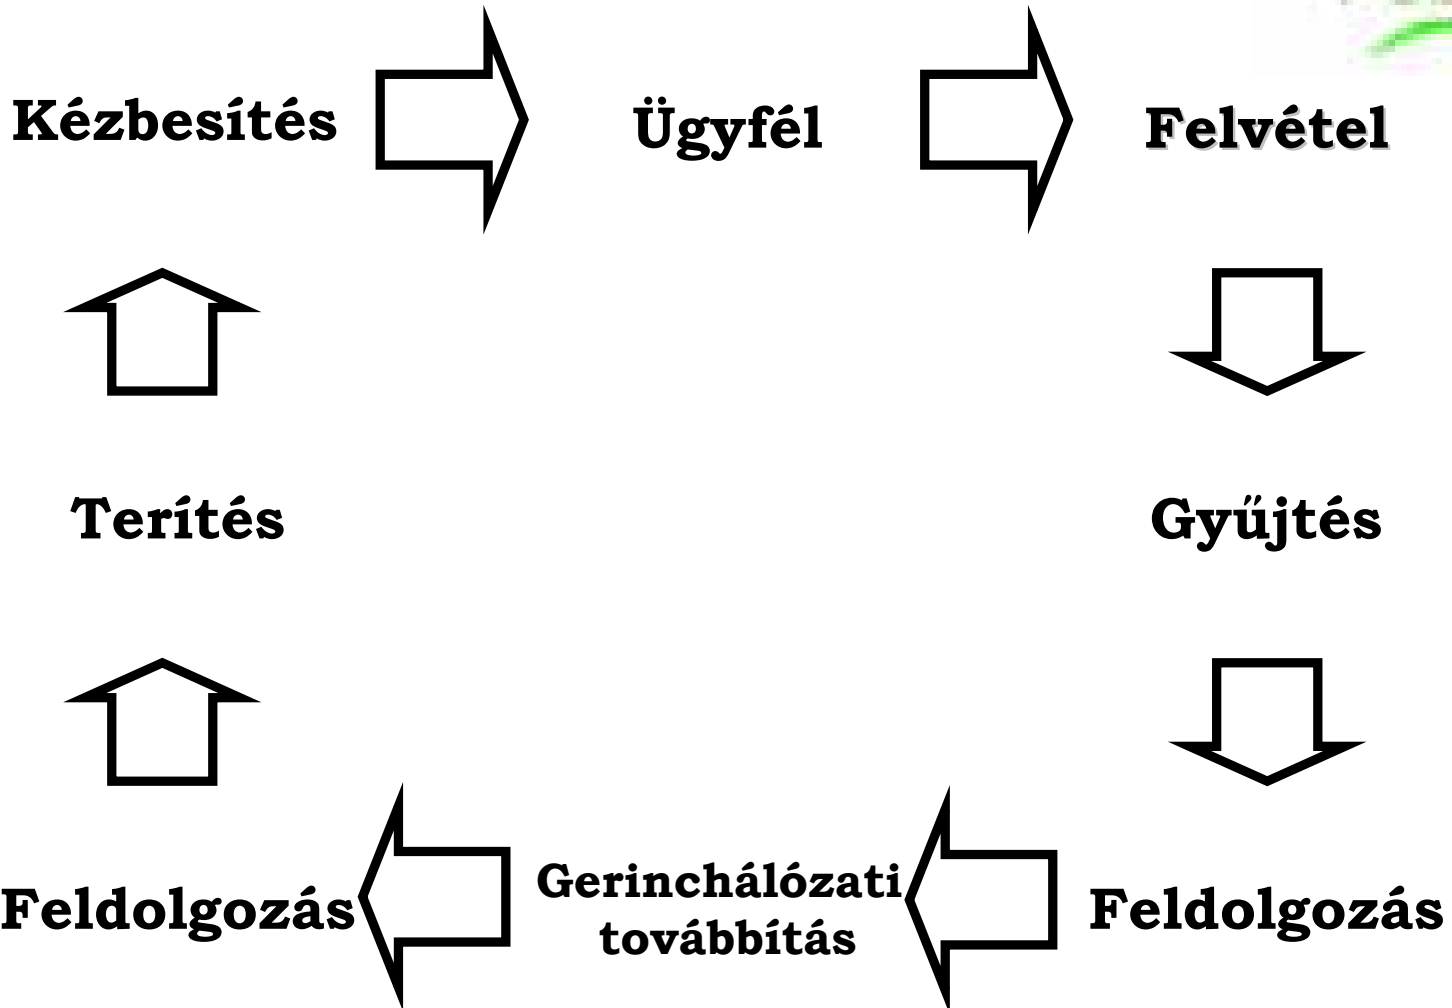 Kézbesítés
Ügyfél
Felvétel
Terítés
Gyűjtés
Feldolgozás
Gerinchálózati
továbbítás
Feldolgozás